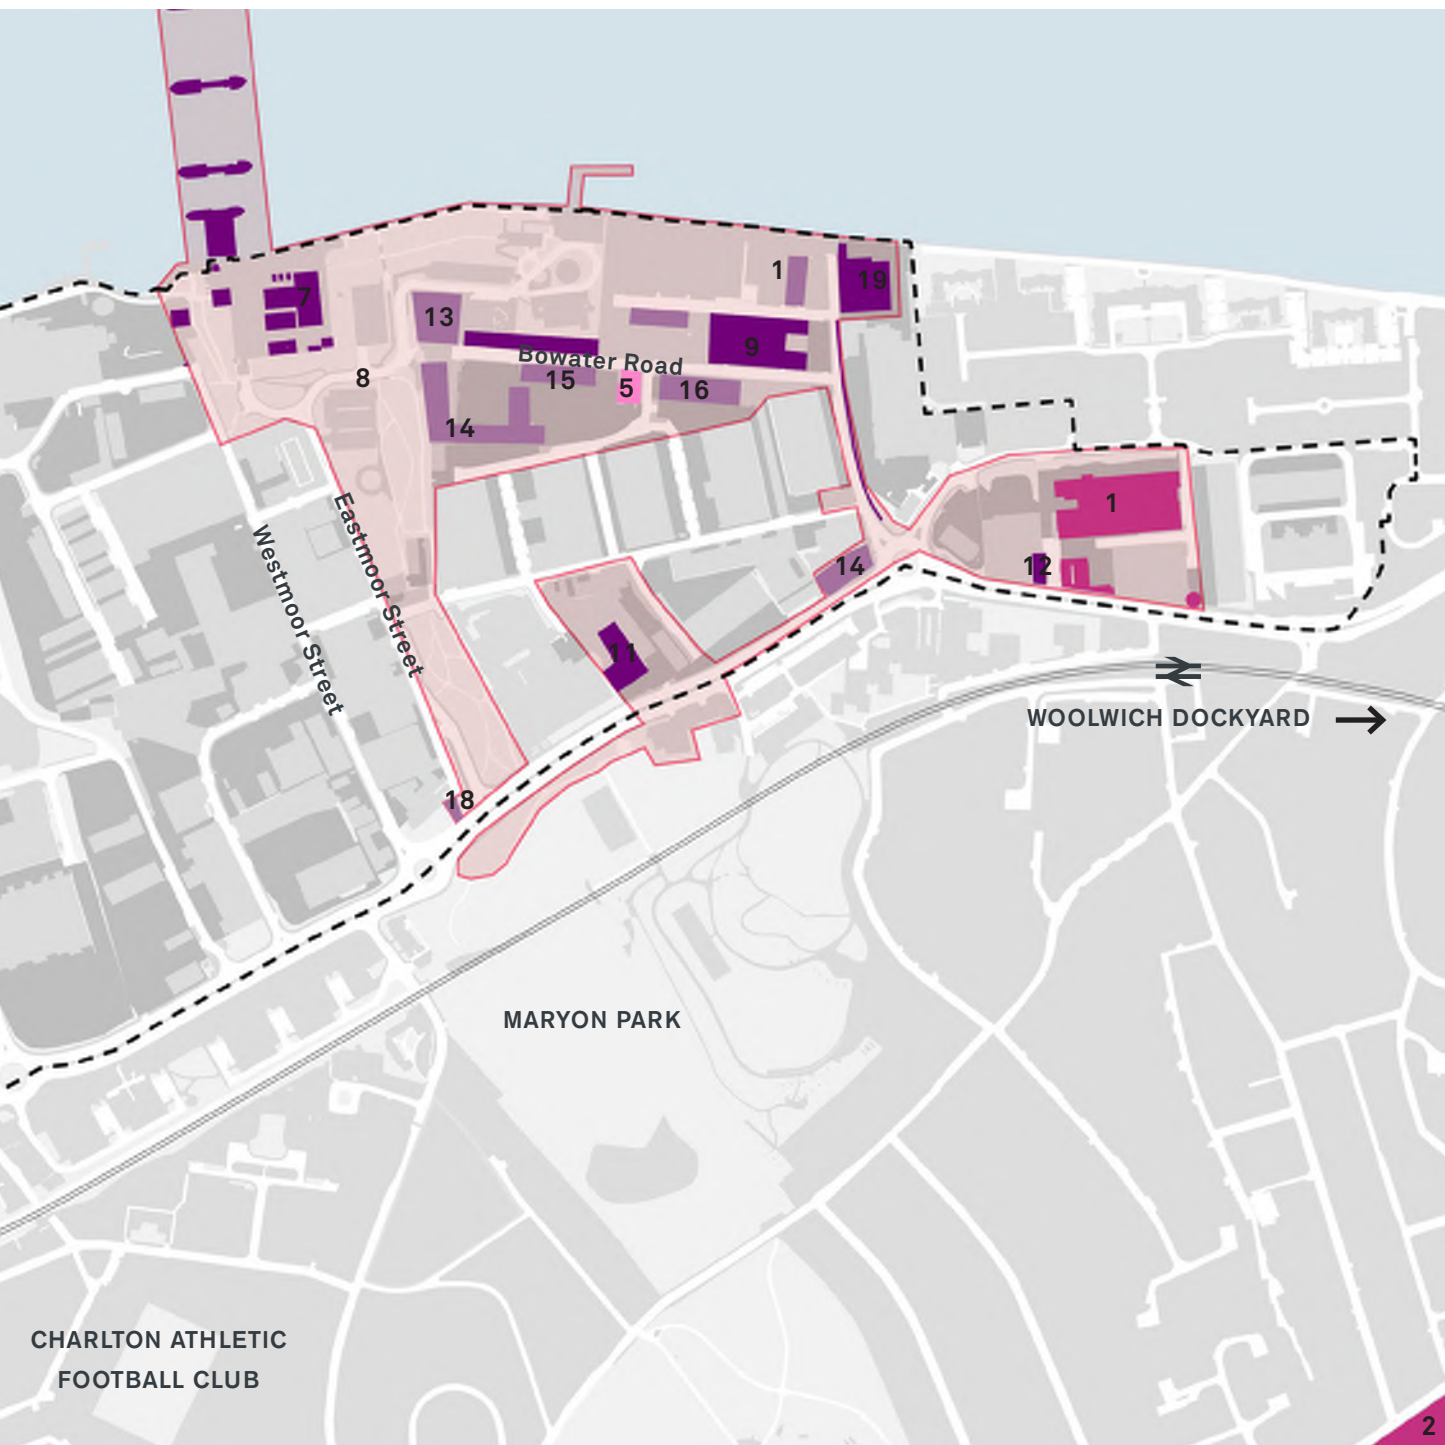 1
19
7
13
9
Bowater Road
8
15
5
16
14
1
Eastmoor Street
Westmoor Street
14
12
11
WOOLWICH DOCKYARD
18
MARYON PARK
CHARLTON ATHLETIC
FOOTBALL CLUB
2